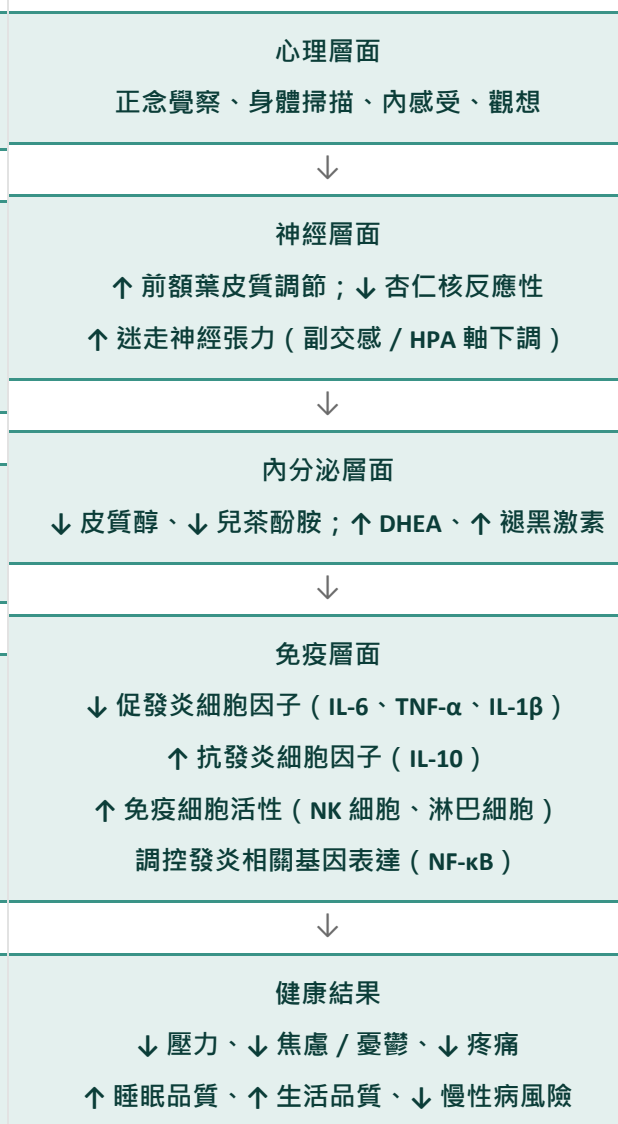 心理層面
正念覺察、身體掃描、內感受、觀想
↓
神經層面
↑ 前額葉皮質調節；↓ 杏仁核反應性
↑ 迷走神經張力（副交感 / HPA 軸下調）
↓
內分泌層面
↓ 皮質醇、↓ 兒茶酚胺；↑ DHEA、↑ 褪黑激素
↓
免疫層面
↓ 促發炎細胞因子（IL-6、TNF-α、IL-1β）
↑ 抗發炎細胞因子（IL-10）
↑ 免疫細胞活性（NK 細胞、淋巴細胞）
調控發炎相關基因表達（NF-κB）
↓
健康結果
↓ 壓力、↓ 焦慮 / 憂鬱、↓ 疼痛
↑ 睡眠品質、↑ 生活品質、↓ 慢性病風險